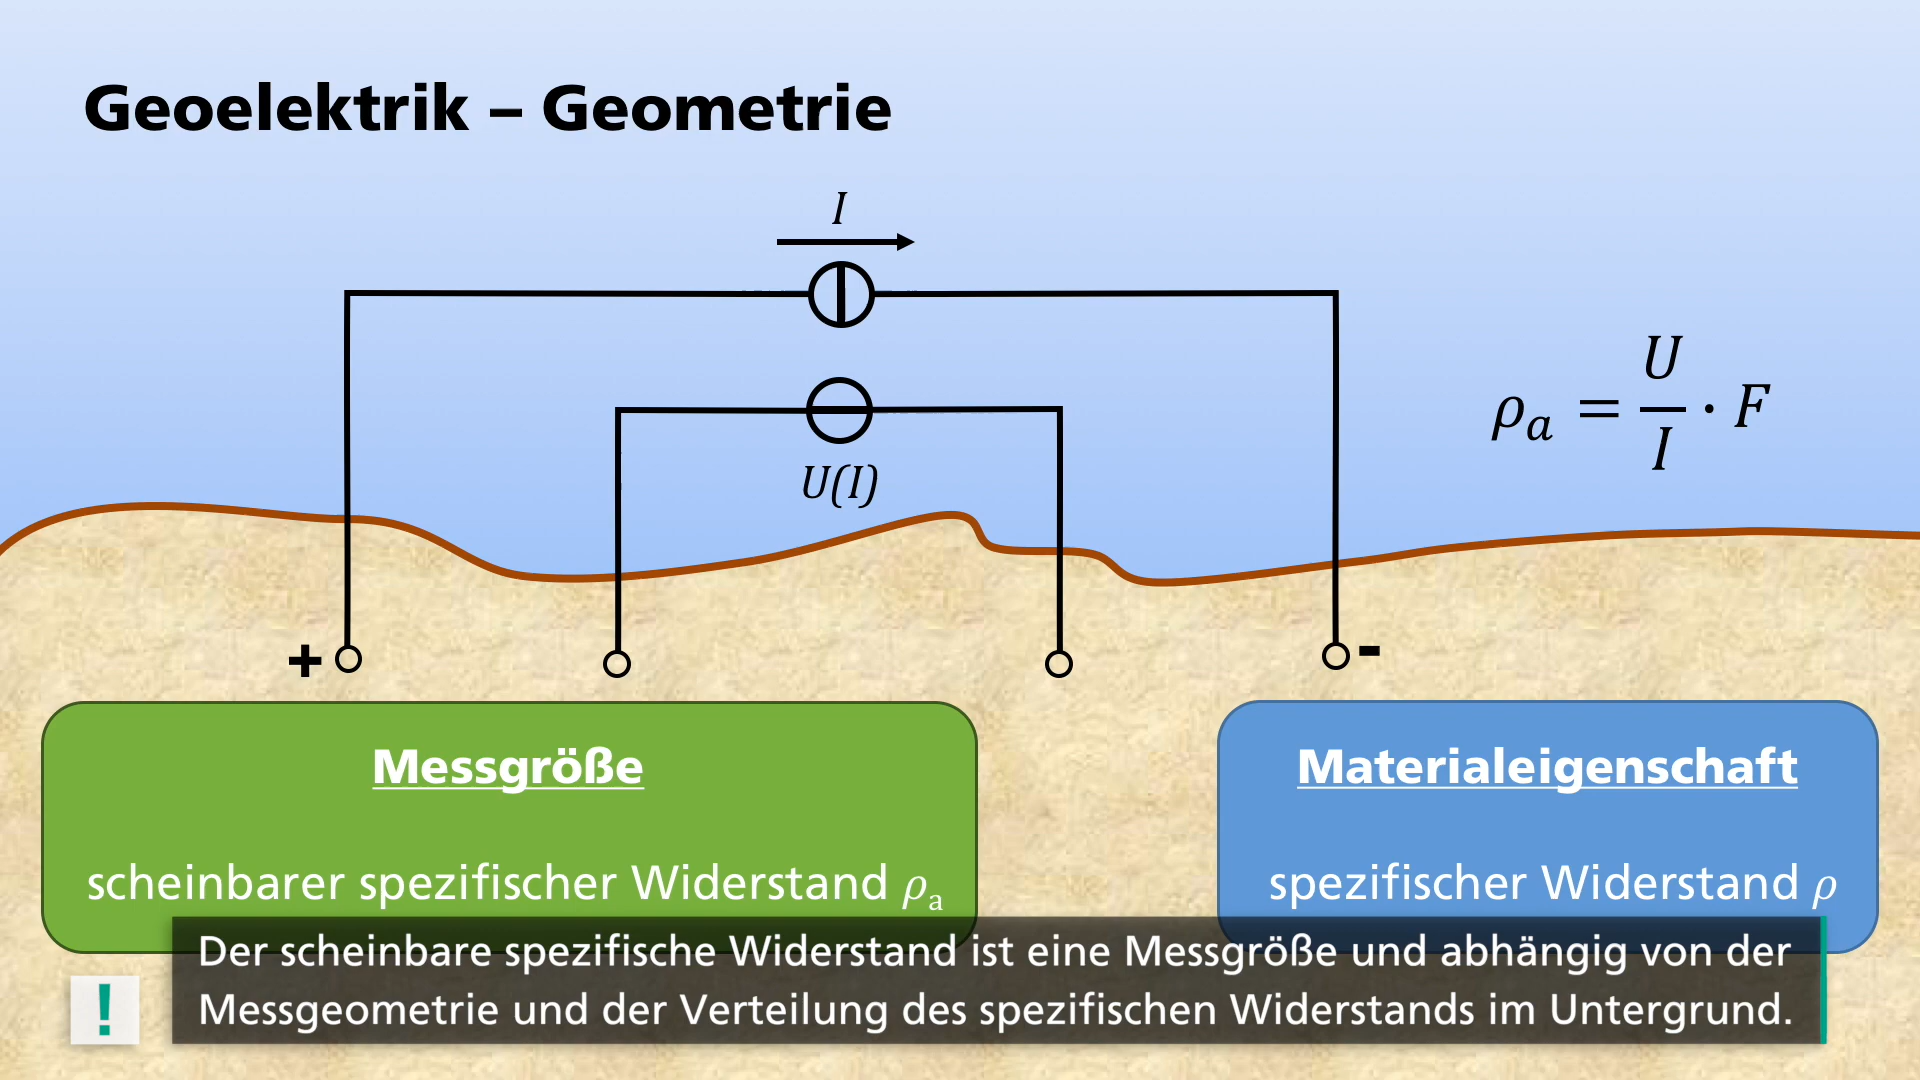 Geoelektrik – Geometrie
I
U(I)
ρₐ = U/I · F
+
-
Messgröße
scheinbarer spezifischer Widerstand ρₐ
Materialeigenschaft
spezifischer Widerstand ρ
!
Der scheinbare spezifische Widerstand ist eine Messgröße und abhängig von der
Messgeometrie und der Verteilung des spezifischen Widerstands im Untergrund.